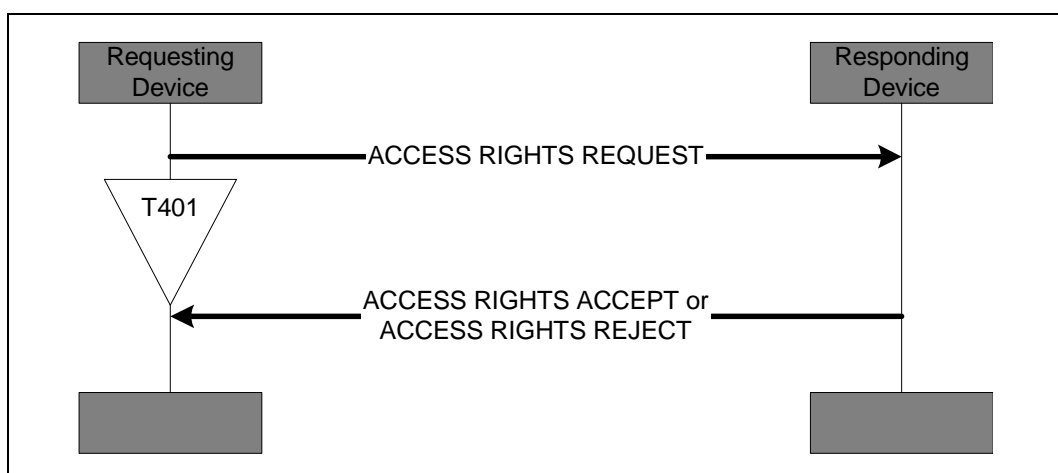 Requesting
Device
Responding
Device
ACCESS RIGHTS REQUEST
T401
ACCESS RIGHTS ACCEPT or
ACCESS RIGHTS REJECT